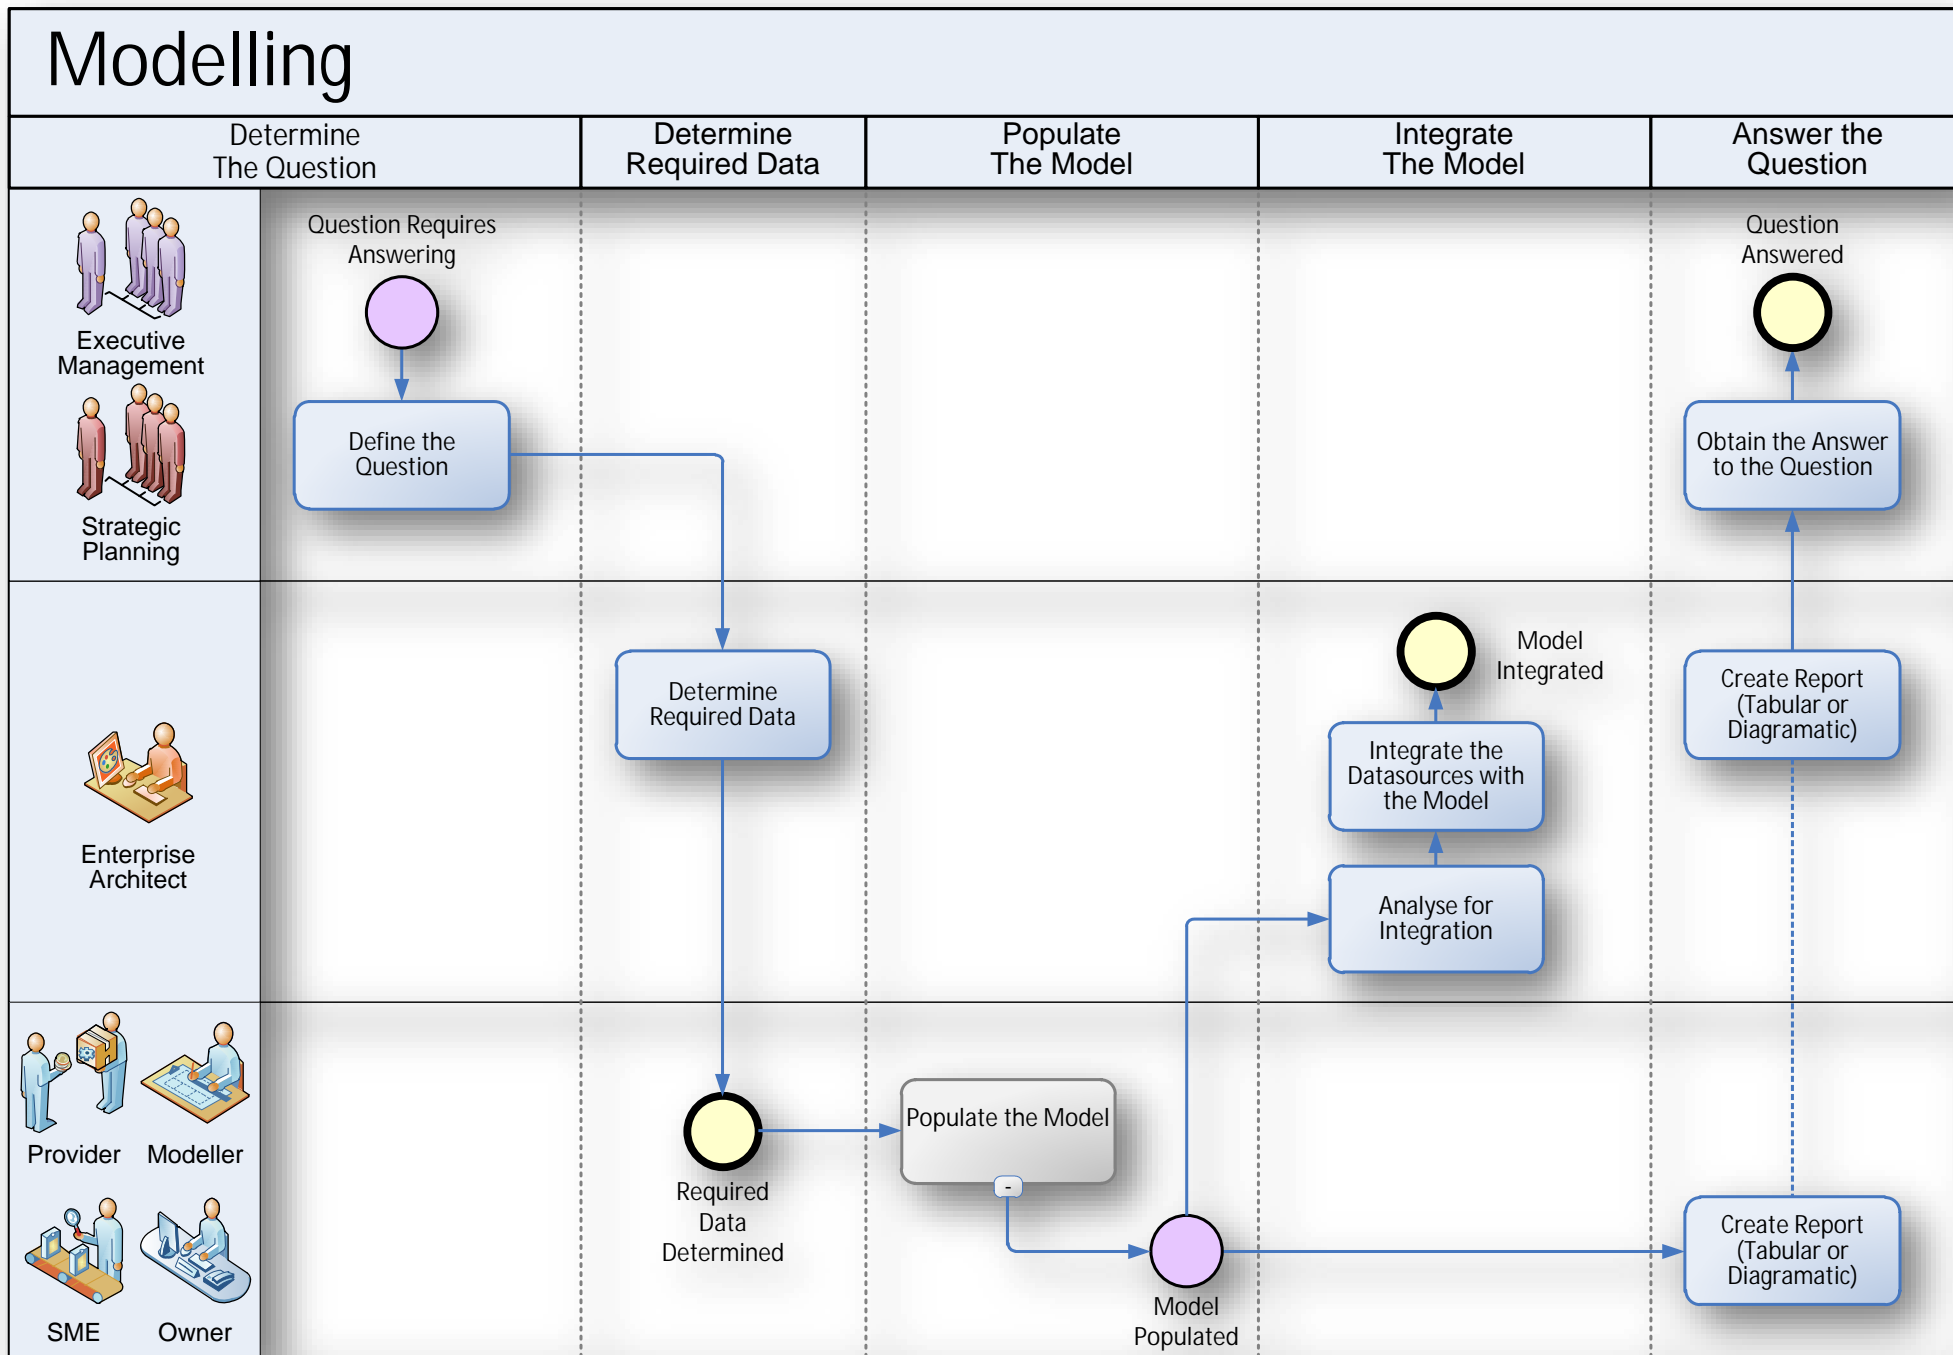 Modelling
Determine
The Question
Determine
Required Data
Populate
The Model
Integrate
The Model
Answer the
Question
Executive
Management
Strategic
Planning
Question Requires
Answering
Define the
Question
Question
Answered
Obtain the Answer
to the Question
Enterprise
Architect
Determine
Required Data
Model
Integrated
Integrate the
Datasources with
the Model
Analyse for
Integration
Create Report
(Tabular or
Diagramatic)
Provider
Modeller
SME
Owner
Required
Data
Determined
Populate the Model
-
Model
Populated
Create Report
(Tabular or
Diagramatic)